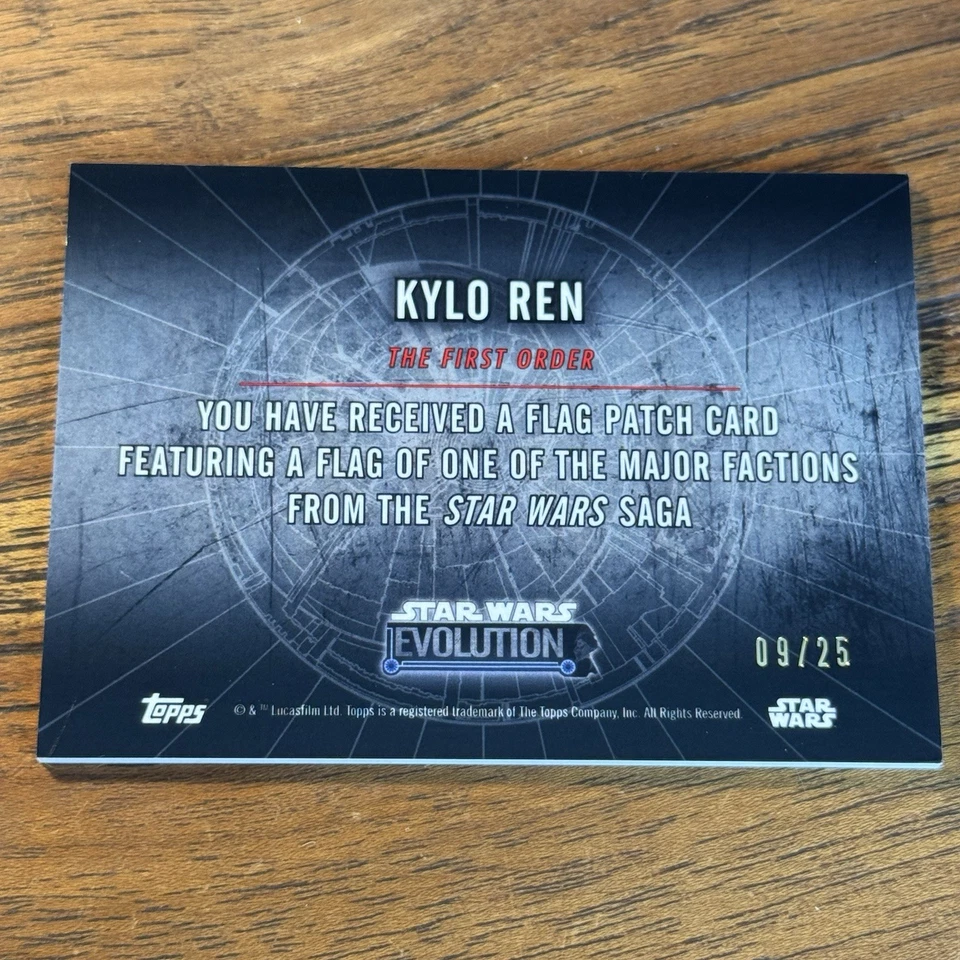 KYLO REN
THE FIRST ORDER
YOU HAVE RECEIVED A FLAG PATCH CARD
FEATURING A FLAG OF ONE OF THE MAJOR FACTIONS
FROM THE STAR WARS SAGA
STAR WARS
EVOLUTION
09/25
topps © & ™ Lucasfilm Ltd. Topps is a registered trademark of The Topps Company, Inc. All Rights Reserved.
STAR
WARS